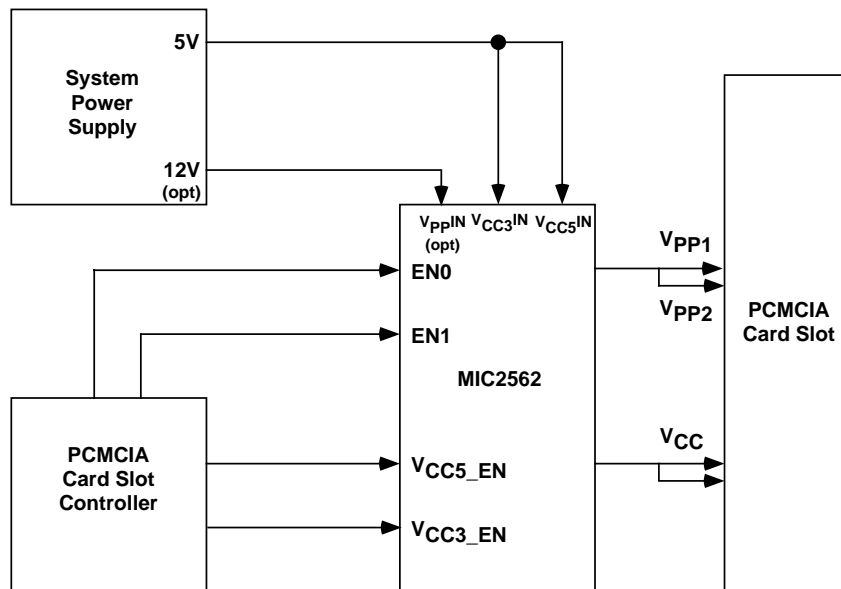 5V
System
Power
Supply
12V
(opt)
VPPIN
(opt)
VCC3IN
VCC5IN
EN0
EN1
MIC2562
VCC5_EN
VCC3_EN
PCMCIA
Card Slot
Controller
VPP1
VPP2
VCC
PCMCIA
Card Slot